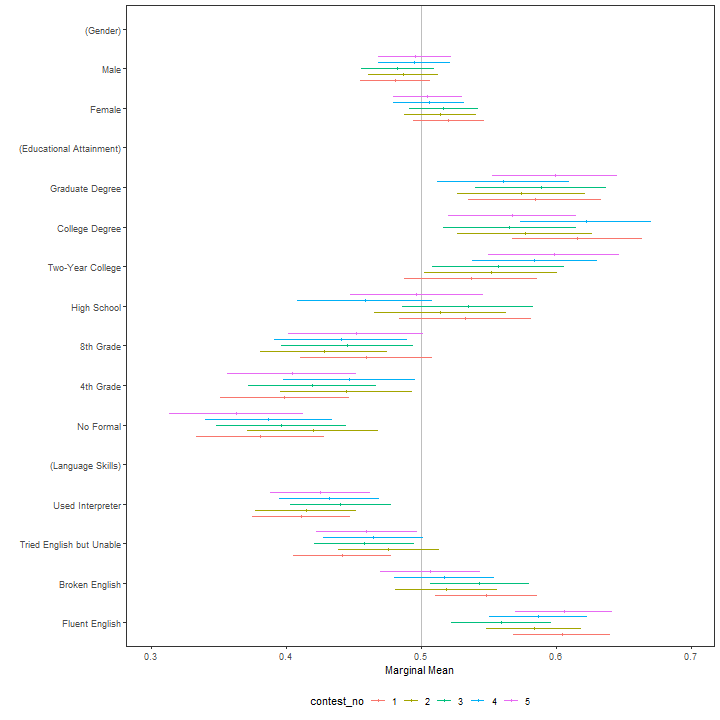 (Gender)
Male
Female
(Educational Attainment)
Graduate Degree
College Degree
Two-Year College
High School
8th Grade
4th Grade
No Formal
(Language Skills)
Used Interpreter
Tried English but Unable
Broken English
Fluent English
0.3 0.4 0.5 0.6 0.7
Marginal Mean
contest_no 1 2 3 4 5